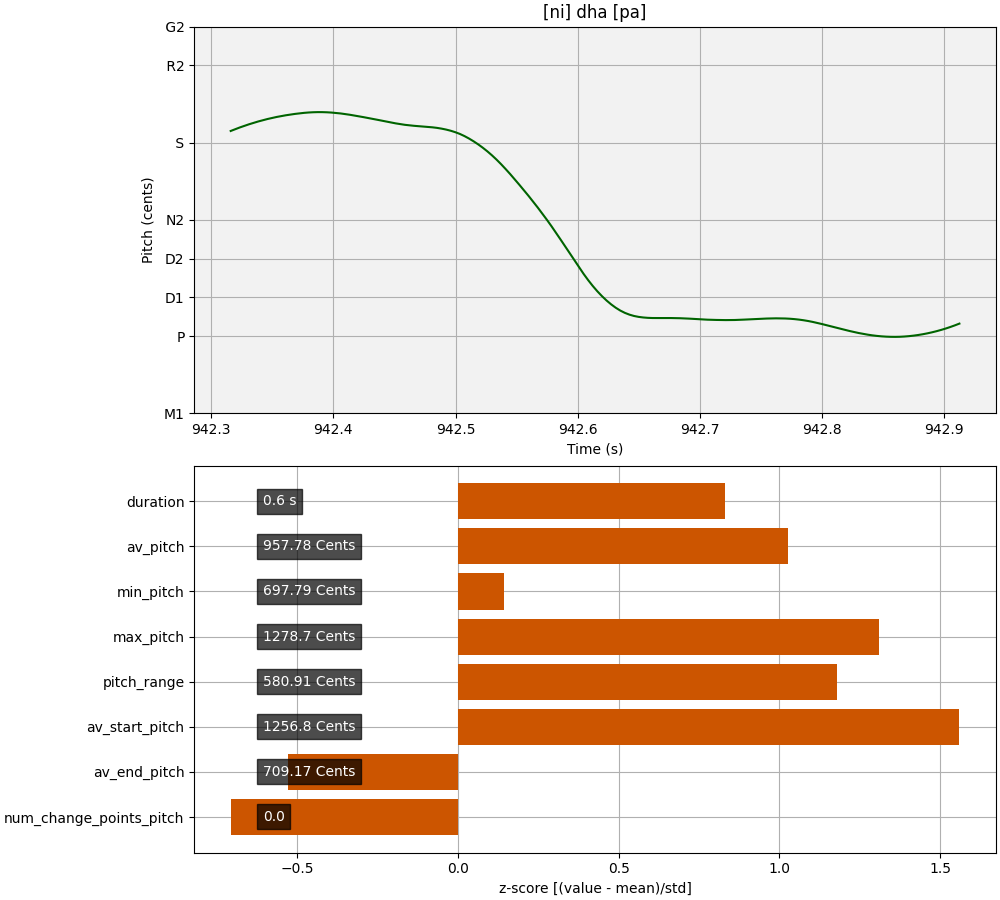 [ni] dha [pa]
G2
R2
S
N2
D2
D1
P
M1
Pitch (cents)
942.3 942.4 942.5 942.6 942.7 942.8 942.9
Time (s)
duration 0.6 s
av_pitch 957.78 Cents
min_pitch 697.79 Cents
max_pitch 1278.7 Cents
pitch_range 580.91 Cents
av_start_pitch 1256.8 Cents
av_end_pitch 709.17 Cents
num_change_points_pitch 0.0
−0.5 0.0 0.5 1.0 1.5
z-score [(value - mean)/std]